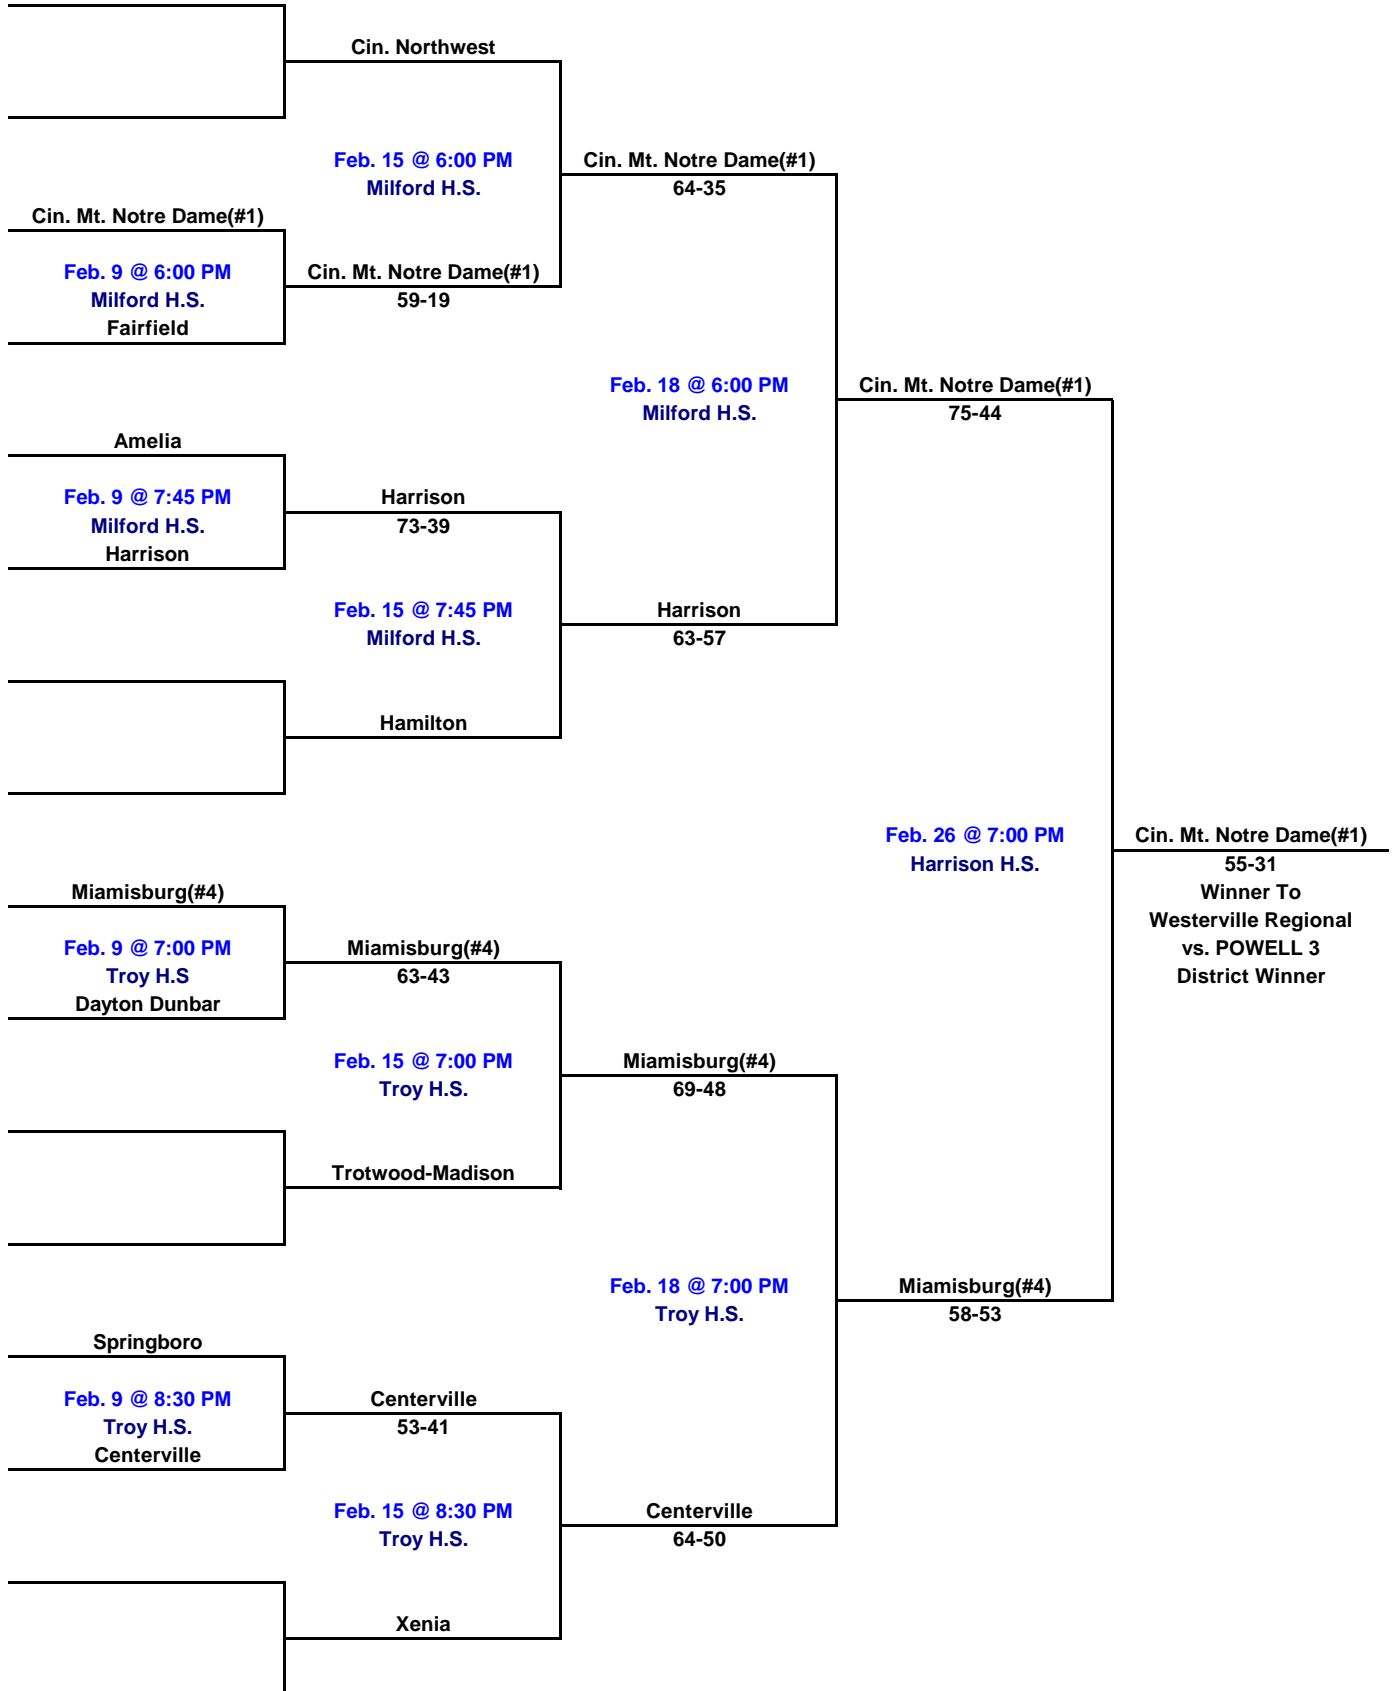 Cin. Northwest
Feb. 15 @ 6:00 PM
Milford H.S.
Cin. Mt. Notre Dame(#1)
64-35
Cin. Mt. Notre Dame(#1)
Feb. 9 @ 6:00 PM
Milford H.S.
Fairfield
Cin. Mt. Notre Dame(#1)
59-19
Feb. 18 @ 6:00 PM
Milford H.S.
Cin. Mt. Notre Dame(#1)
75-44
Amelia
Feb. 9 @ 7:45 PM
Milford H.S.
Harrison
Harrison
73-39
Feb. 15 @ 7:45 PM
Milford H.S.
Harrison
63-57
Hamilton
Feb. 26 @ 7:00 PM
Harrison H.S.
Cin. Mt. Notre Dame(#1)
55-31
Winner To
Westerville Regional
vs. POWELL 3
District Winner
Miamisburg(#4)
Feb. 9 @ 7:00 PM
Troy H.S
Dayton Dunbar
Miamisburg(#4)
63-43
Feb. 15 @ 7:00 PM
Troy H.S.
Miamisburg(#4)
69-48
Trotwood-Madison
Feb. 18 @ 7:00 PM
Troy H.S.
Miamisburg(#4)
58-53
Springboro
Feb. 9 @ 8:30 PM
Troy H.S.
Centerville
Centerville
53-41
Feb. 15 @ 8:30 PM
Troy H.S.
Centerville
64-50
Xenia